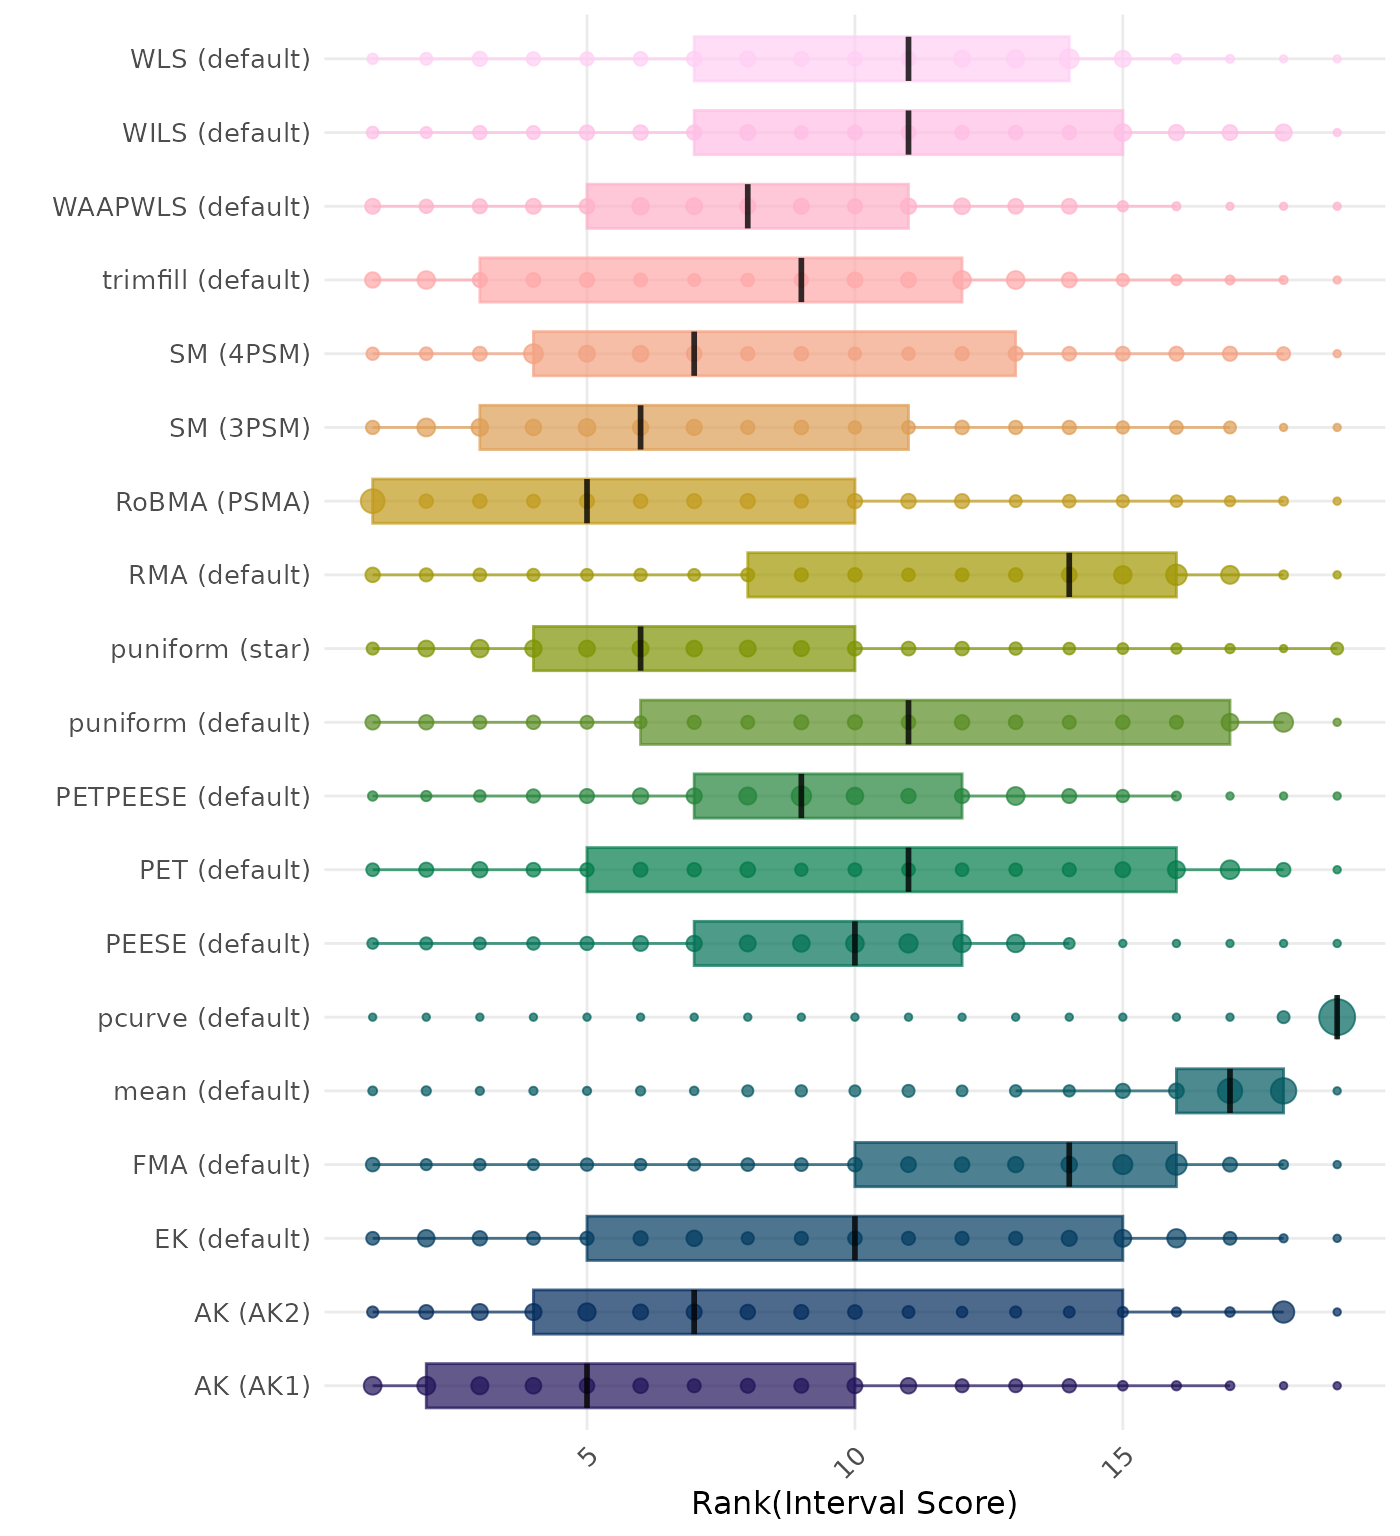 WLS (default)
WILS (default)
WAAPWLS (default)
trimfill (default)
SM (4PSM)
SM (3PSM)
RoBMA (PSMA)
RMA (default)
puniform (star)
puniform (default)
PETPEESE (default)
PET (default)
PEESE (default)
pcurve (default)
mean (default)
FMA (default)
EK (default)
AK (AK2)
AK (AK1)
5 10 15
Rank(Interval Score)